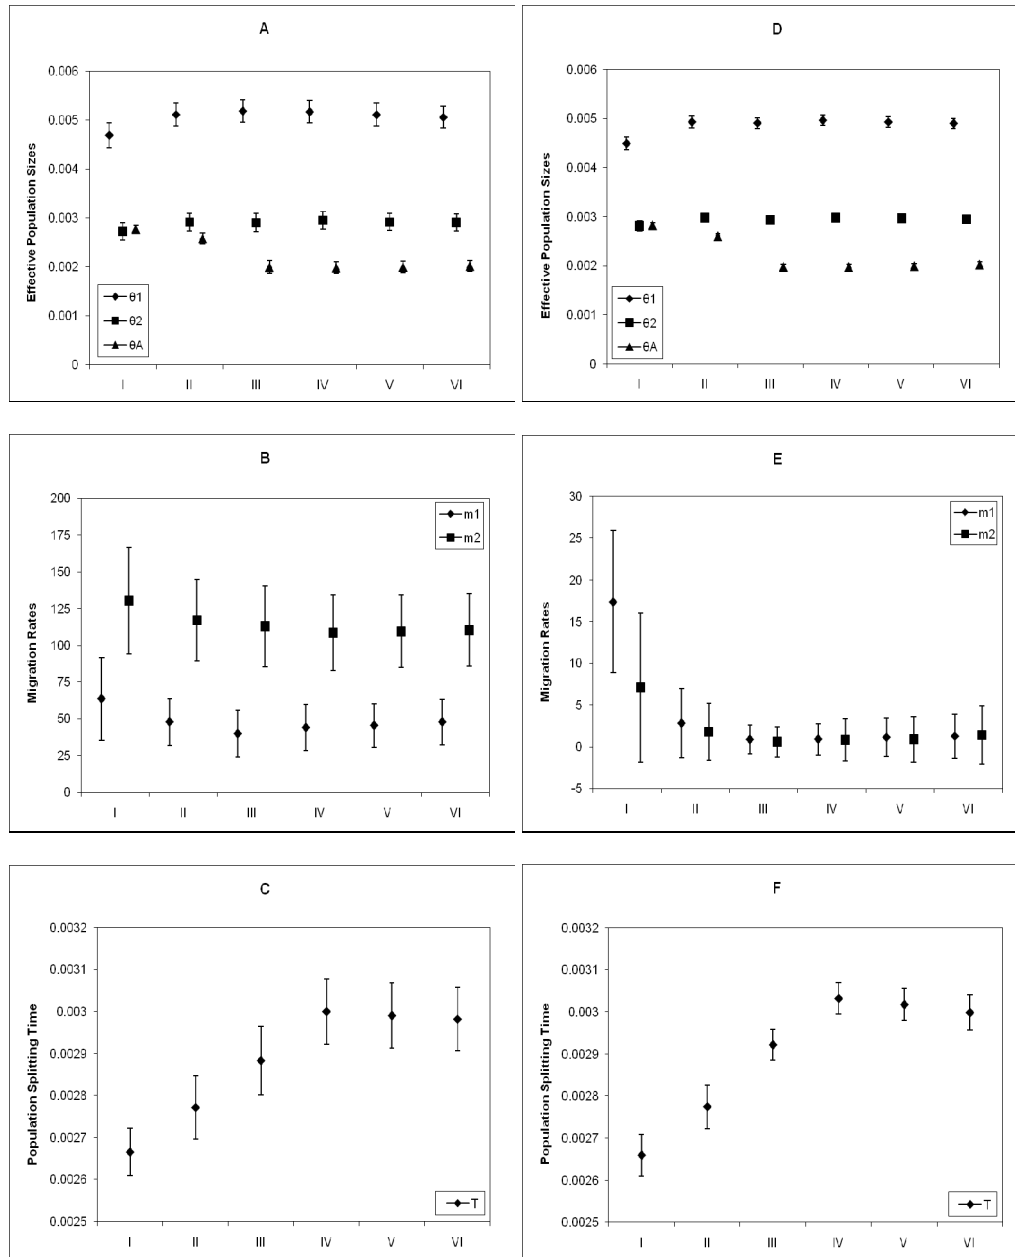 A
Effective Population Sizes
0.006
0.005
0.004
0.003
0.002
0.001
0
θ1
θ2
θA
I II III IV V VI
D
Effective Population Sizes
0.006
0.005
0.004
0.003
0.002
0.001
0
θ1
θ2
θA
I II III IV V VI
B
Migration Rates
200
175
150
125
100
75
50
25
0
m1
m2
I II III IV V VI
E
Migration Rates
30
25
20
15
10
5
0
-5
m1
m2
I II III IV V VI
C
Population Splitting Time
0.0032
0.0031
0.003
0.0029
0.0028
0.0027
0.0026
0.0025
T
I II III IV V VI
F
Population Splitting Time
0.0032
0.0031
0.003
0.0029
0.0028
0.0027
0.0026
0.0025
T
I II III IV V VI